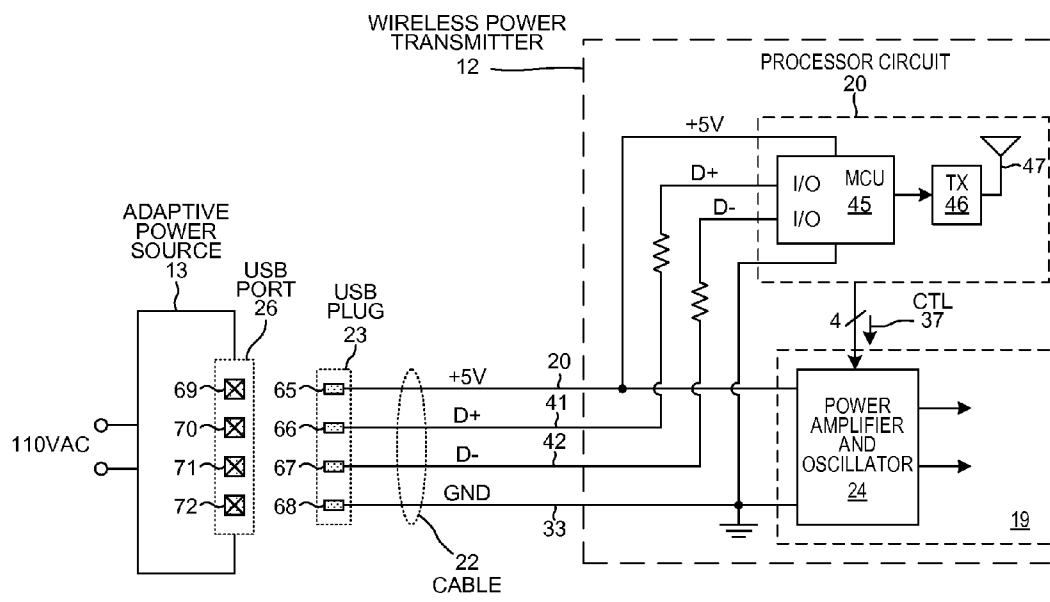 WIRELESS POWER
TRANSMITTER
12
PROCESSOR CIRCUIT
20
+5V
D+
D-
I/O
I/O
MCU
45
TX
46
47
ADAPTIVE
POWER
SOURCE
13
USB
PORT
26
USB
PLUG
23
4
CTL
37
69
70
71
72
65
66
67
68
110VAC
+5V
20
D+
41
D-
42
GND
33
22
CABLE
POWER
AMPLIFIER
AND
OSCILLATOR
24
19